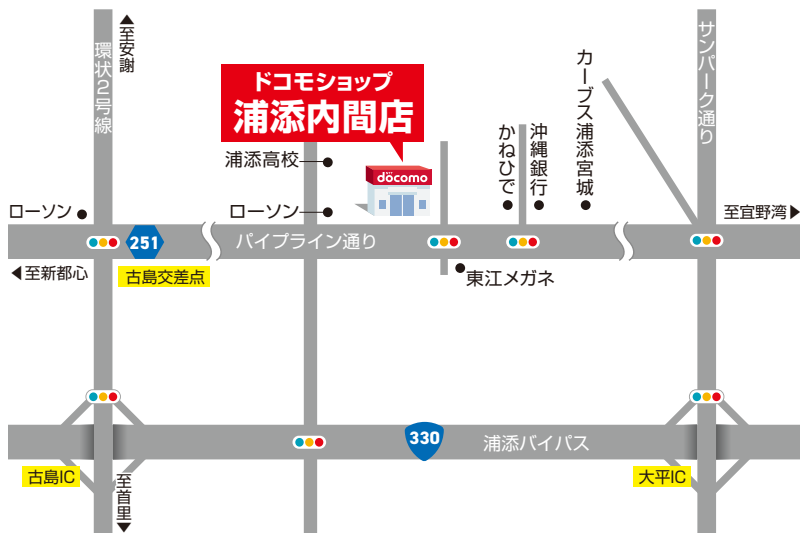 至安謝
環状2号線
ドコモショップ
浦添内間店
サンパーク通り
カーブス浦添宮城
沖縄銀行
かねひで
浦添高校
docomo
ローソン
ローソン
至宜野湾
251
パイプライン通り
至新都心
古島交差点
東江メガネ
330
浦添バイパス
古島IC
大平IC
至首里